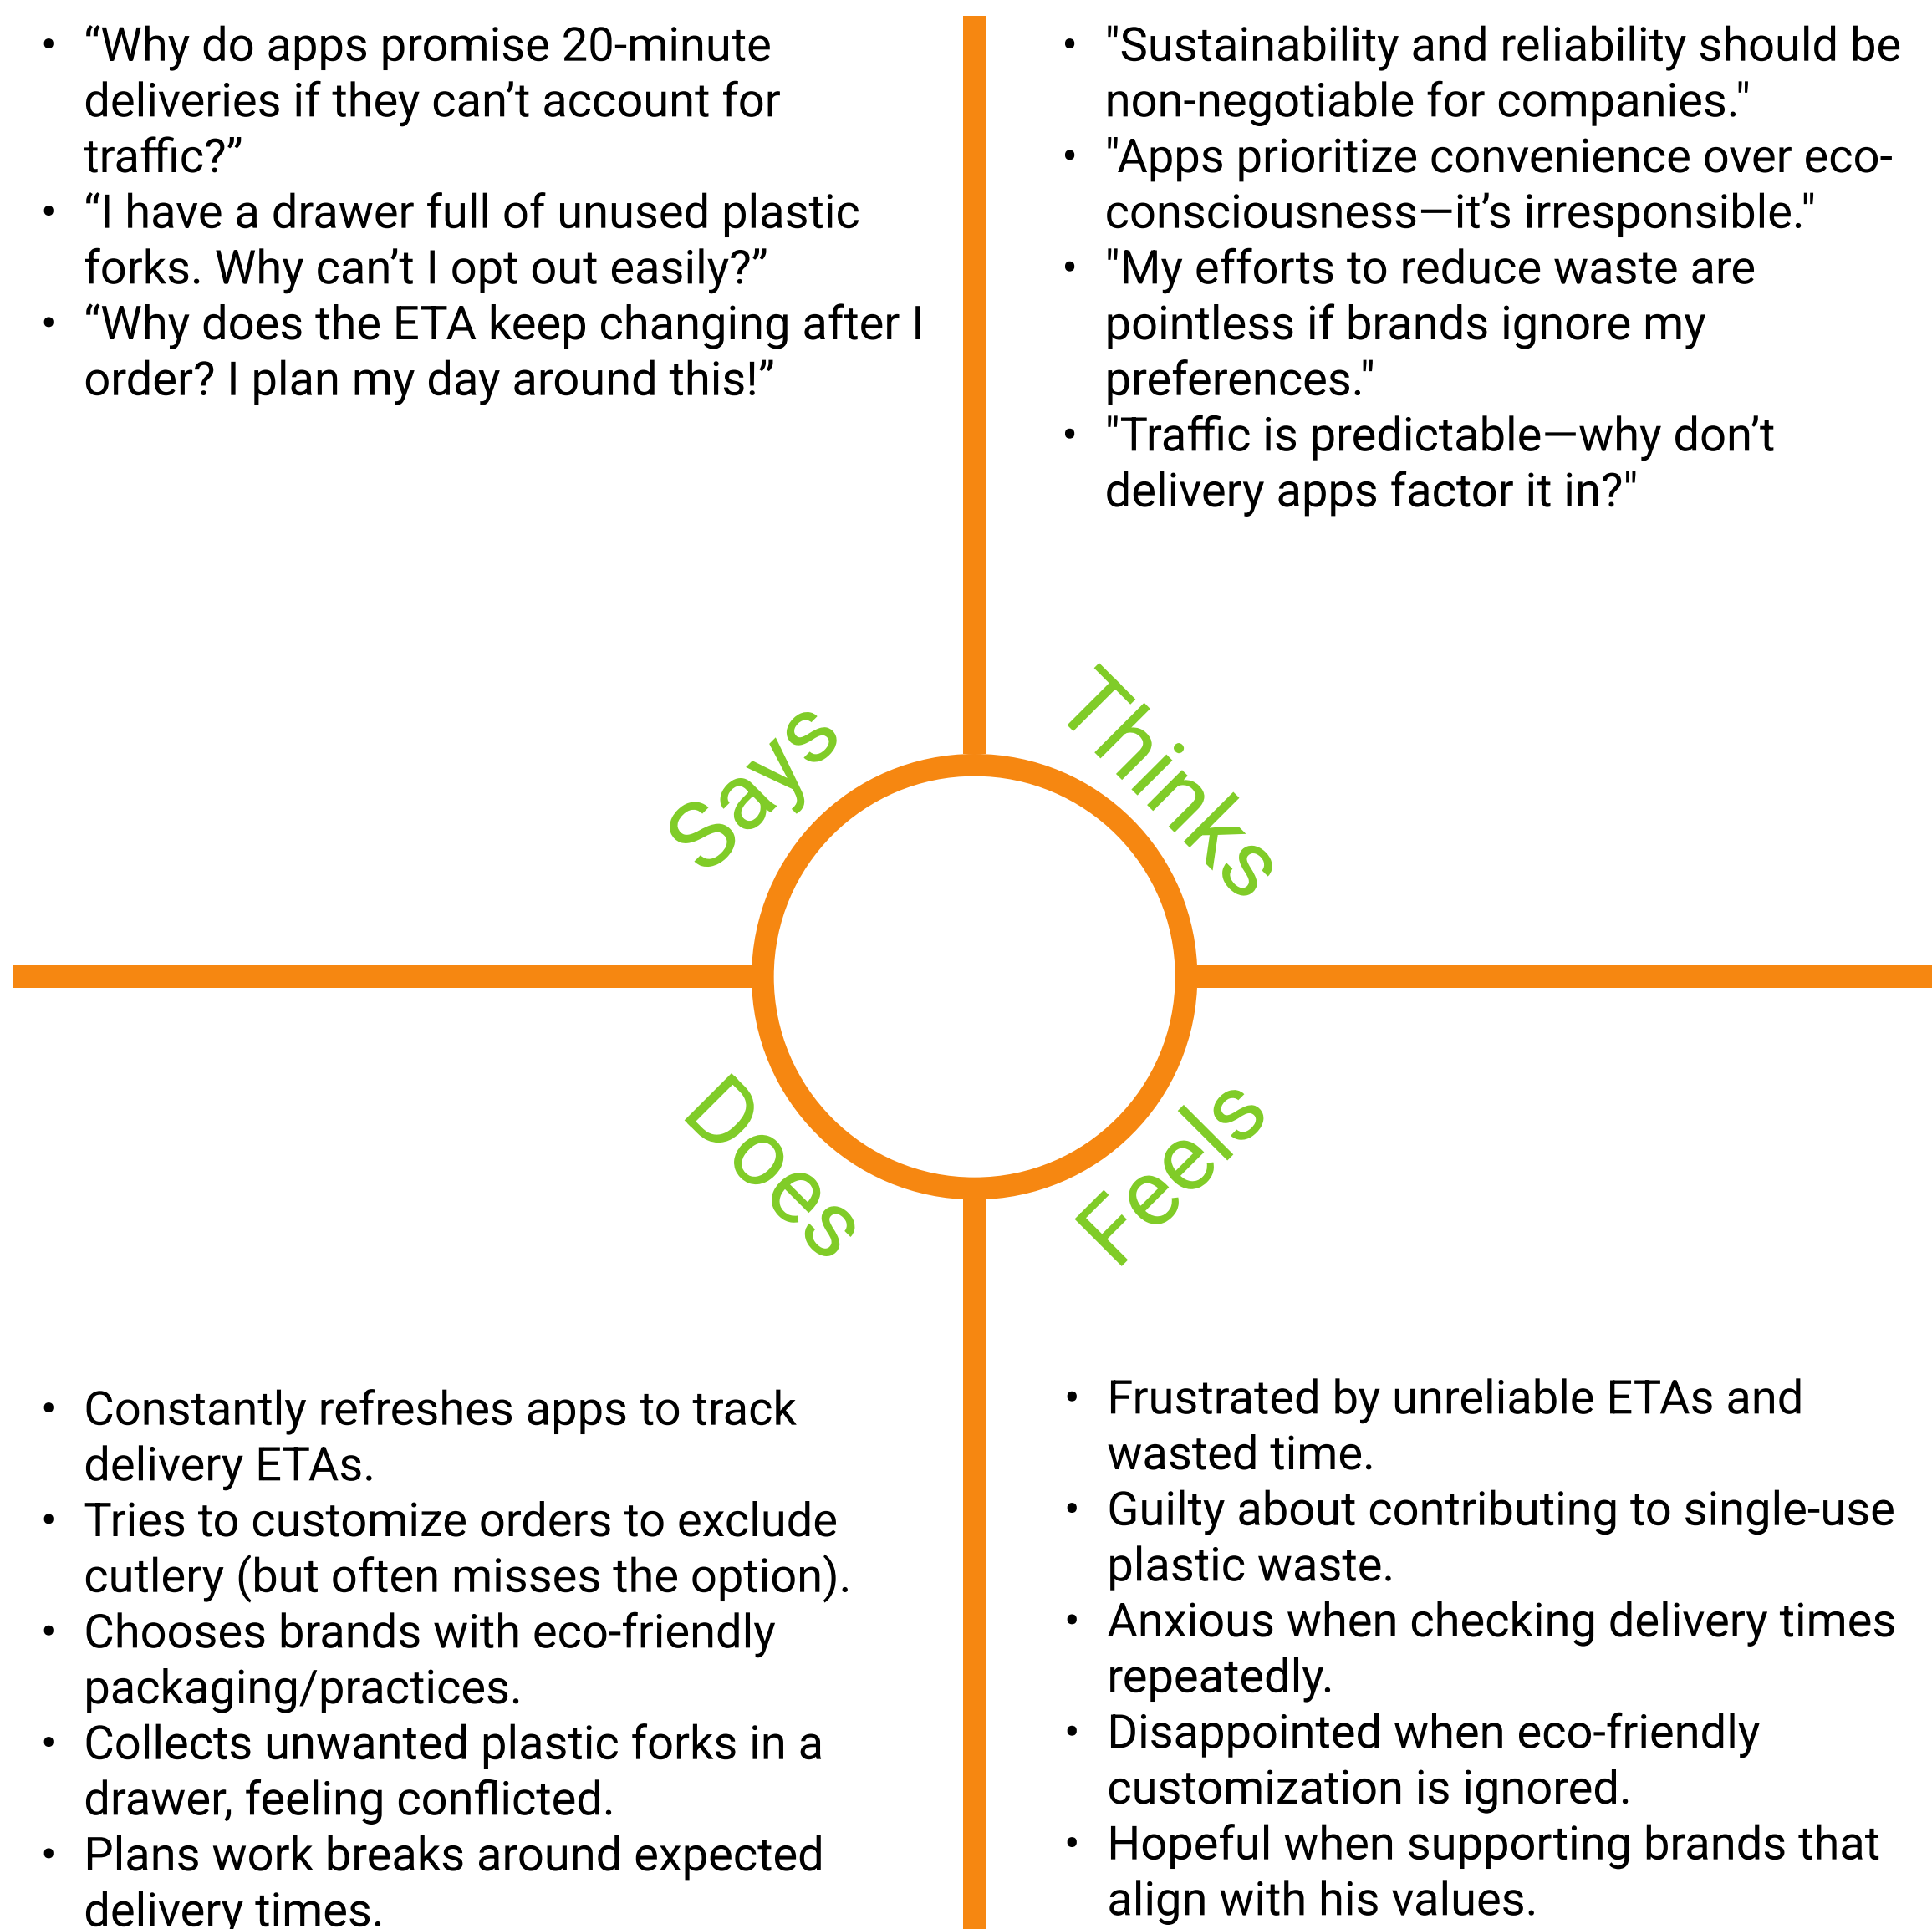 • “Why do apps promise 20-minute
deliveries if they can’t account for
traffic?”
• “I have a drawer full of unused plastic
forks. Why can’t I opt out easily?”
• “Why does the ETA keep changing after I
order? I plan my day around this!”
• "Sustainability and reliability should be
non-negotiable for companies."
• "Apps prioritize convenience over eco-
consciousness—it’s irresponsible."
• "My efforts to reduce waste are
pointless if brands ignore my
preferences."
• "Traffic is predictable—why don’t
delivery apps factor it in?"
Says
Thinks
Does
Feels
• Constantly refreshes apps to track
delivery ETAs.
• Tries to customize orders to exclude
cutlery (but often misses the option).
• Chooses brands with eco-friendly
packaging/practices.
• Collects unwanted plastic forks in a
drawer, feeling conflicted.
• Plans work breaks around expected
delivery times.
• Frustrated by unreliable ETAs and
wasted time.
• Guilty about contributing to single-use
plastic waste.
• Anxious when checking delivery times
repeatedly.
• Disappointed when eco-friendly
customization is ignored.
• Hopeful when supporting brands that
align with his values.